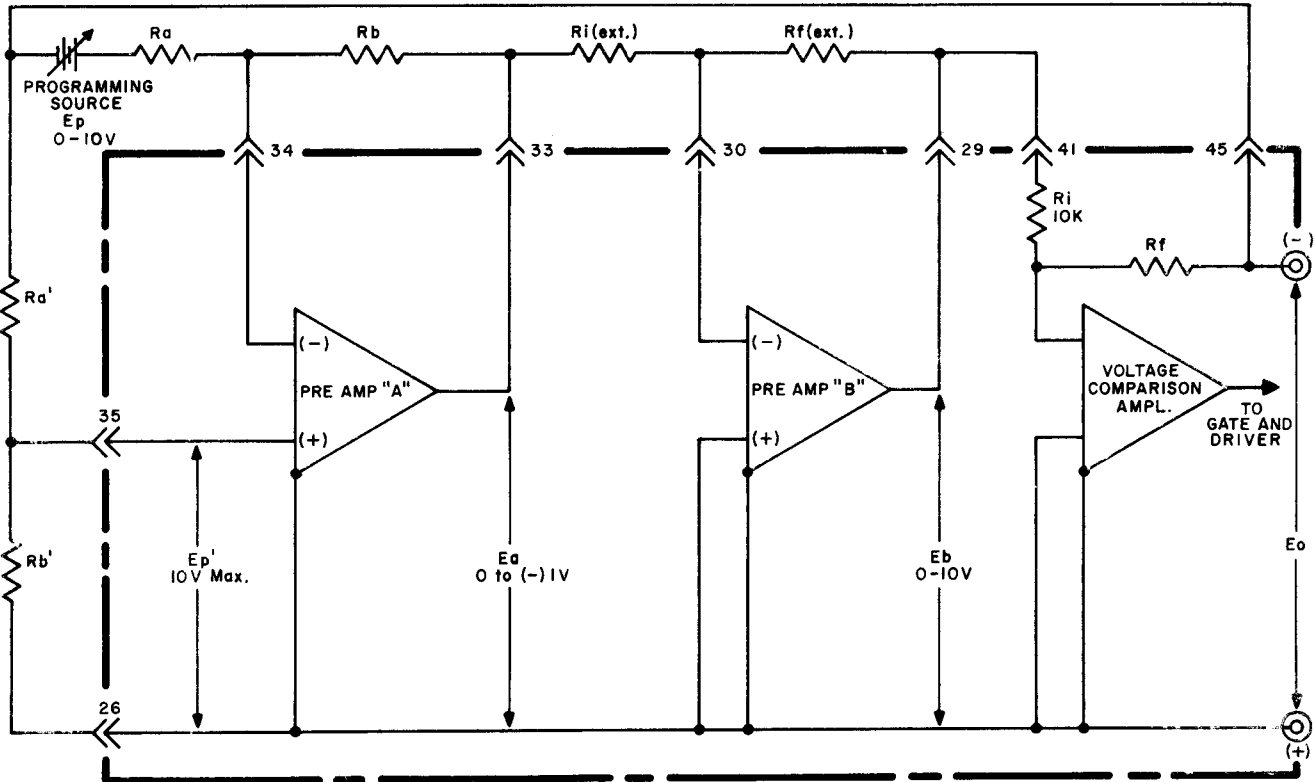 Ra
Rb
Ri(ext.)
Rf(ext.)
PROGRAMMING
SOURCE
Ep
0-10V
34
33
30
29
41
45
Ri
10K
Rf
(-)
Ra'
(-)
PRE AMP "A"
(+)
(-)
PRE AMP "B"
(+)
VOLTAGE
COMPARISON
AMPL.
TO
GATE AND
DRIVER
35
Rb'
Ep'
10V Max.
Ea
0 to (-)1V
Eb
0-10V
Eo
26
(+)